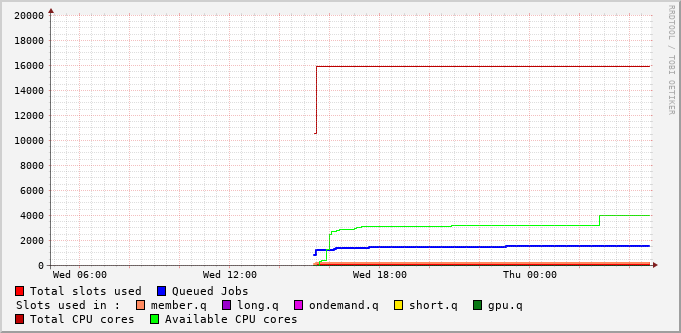 20000
18000
16000
14000
12000
10000
8000
6000
4000
2000
0
Wed 06:00 Wed 12:00 Wed 18:00 Thu 00:00
Total slots used Queued Jobs
Slots used in : member.q long.q ondemand.q short.q gpu.q
Total CPU cores Available CPU cores
RRDTOOL / TOBI OETIKER